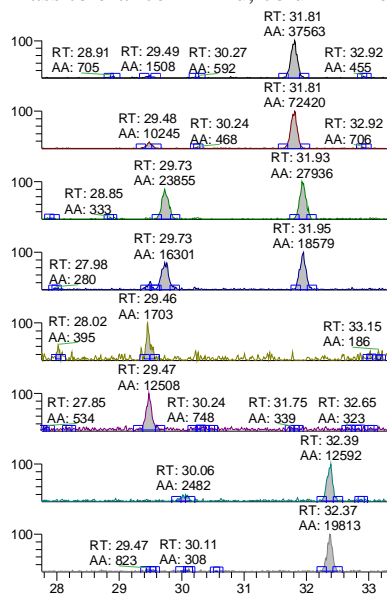 RT: 31.81
AA: 37563
RT: 28.91 RT: 29.49 RT: 30.27 RT: 32.92
100 AA: 705 AA: 1508 AA: 592 AA: 455
RT: 31.81
AA: 72420
RT: 29.48 RT: 30.24 RT: 32.92
100 AA: 10245 AA: 468 AA: 706
RT: 29.73 RT: 31.93
AA: 23855 AA: 27936
100 RT: 28.85
AA: 333
RT: 29.73 RT: 31.95
AA: 16301 AA: 18579
100 RT: 27.98
AA: 280
RT: 29.46
AA: 1703
100 RT: 28.02 RT: 33.15
AA: 395 AA: 186
RT: 29.47
AA: 12508
100 RT: 27.85 RT: 30.24 RT: 31.75 RT: 32.65
AA: 534 AA: 748 AA: 339 AA: 323
RT: 32.39
AA: 12592
100 RT: 30.06
AA: 2482
RT: 32.37
AA: 19813
100 RT: 29.47 RT: 30.11
AA: 823 AA: 308
28 29 30 31 32 33